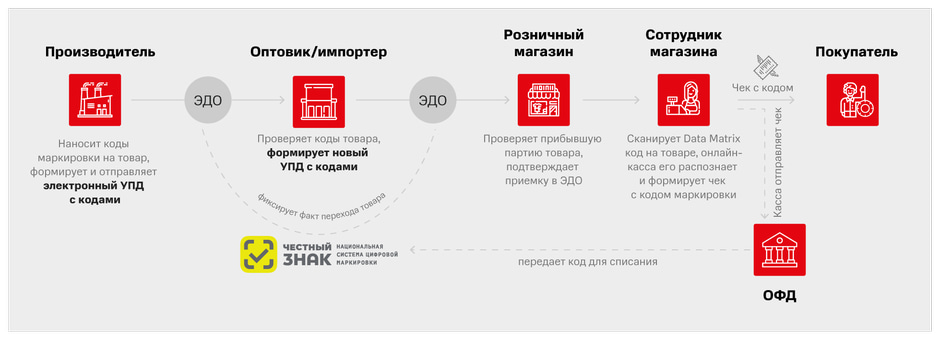 Производитель
ЭДО
Наносит коды
маркировки на товар,
формирует и отправляет
электронный УПД
с кодами
Оптовик/импортер
Проверяет коды товара,
формирует новый
УПД с кодами
ЭДО
фиксирует факт перехода товара
Розничный
магазин
Проверяет прибывшую
партию товара,
подтверждает
приемку в ЭДО
Сотрудник
магазина
Сканирует Data Matrix
код на товаре, онлайн-
касса его распознает
и формирует чек
с кодом маркировки
Чек с кодом
Покупатель
Касса отправляет чек
ОФД
передает код для списания
ЧЕСТНЫЙ
ЗНАК
НАЦИОНАЛЬНАЯ
СИСТЕМА ЦИФРОВОЙ
МАРКИРОВКИ